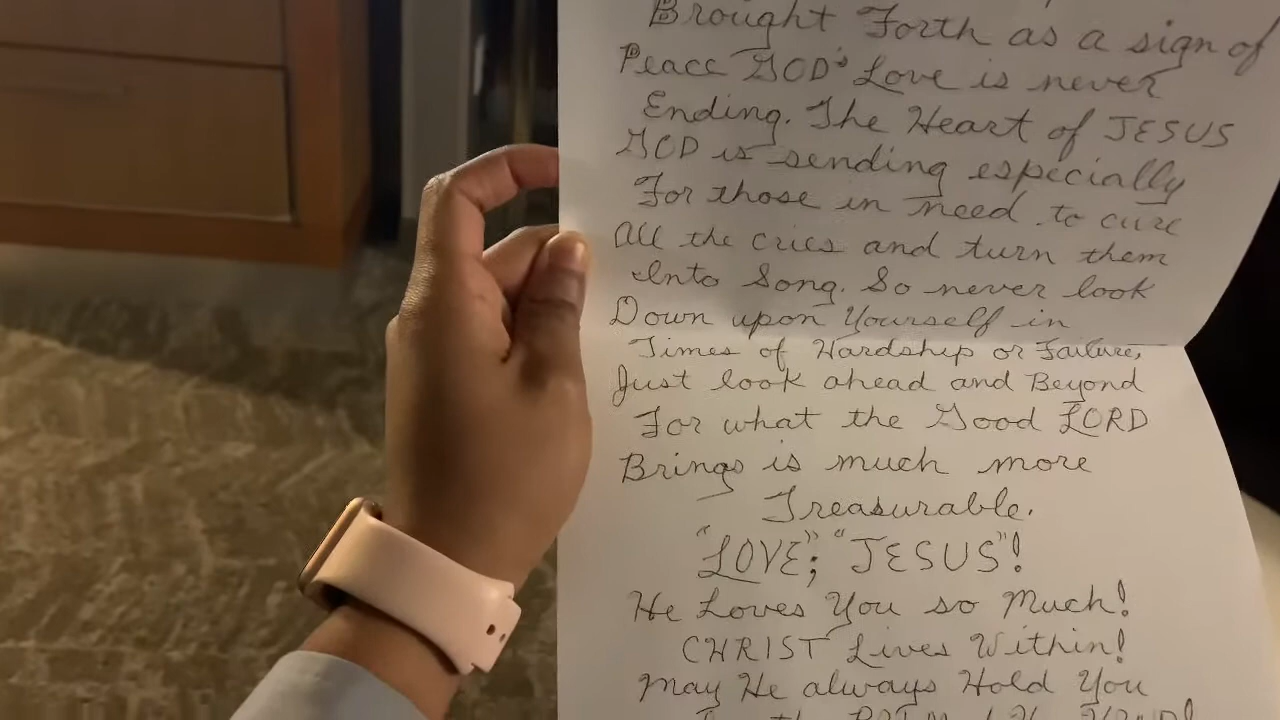 Brought Forth as a sign of
Peace GOD's Love is never
Ending. The Heart of JESUS
GOD is sending especially
For those in need to cure
All the cries and turn them
Into Song. So never look
Down upon Yourself in
Times of Hardship or Failure,
Just look ahead and Beyond
For what the Good LORD
Brings is much more
Treasurable.
"LOVE"; "JESUS"!
He Loves You so Much!
CHRIST Lives Within!
May He always Hold You